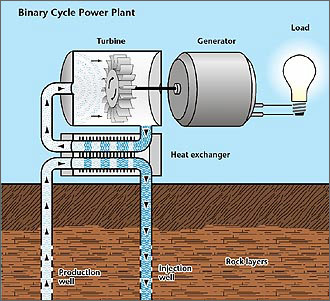 Binary Cycle Power Plant
Turbine
Generator
Load
Heat exchanger
Production
well
Injection
well
Rock layers